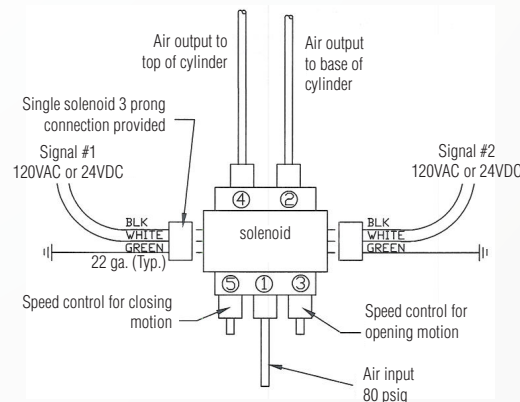 Air output to
top of cylinder
Air output
to base of
cylinder
Single solenoid 3 prong
connection provided
Signal #1
120VAC or 24VDC
Signal #2
120VAC or 24VDC
④ ②
BLK
WHITE
GREEN
22 ga. (Typ.)
solenoid
BLK
WHITE
GREEN
⑤ ① ③
Speed control for closing
motion
Speed control for
opening motion
Air input
80 psig